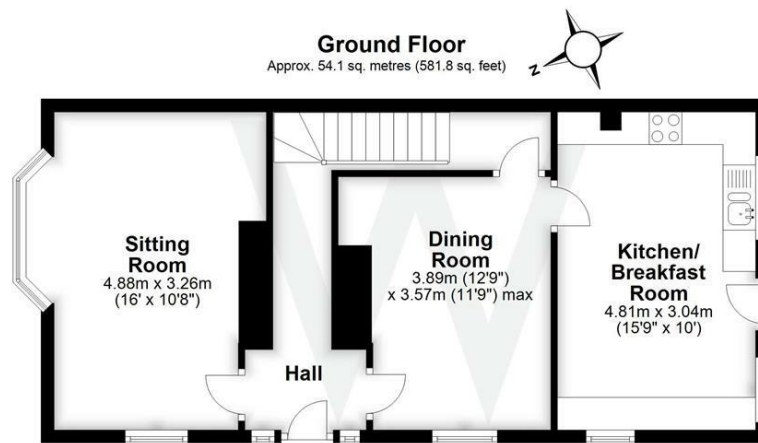 Ground Floor
Approx. 54.1 sq. metres (581.8 sq. feet)
N
Sitting
Room
4.88m x 3.26m
(16' x 10'8")
Hall
Dining
Room
3.89m (12'9")
x 3.57m (11'9") max
Kitchen/
Breakfast
Room
4.81m x 3.04m
(15'9" x 10')
W